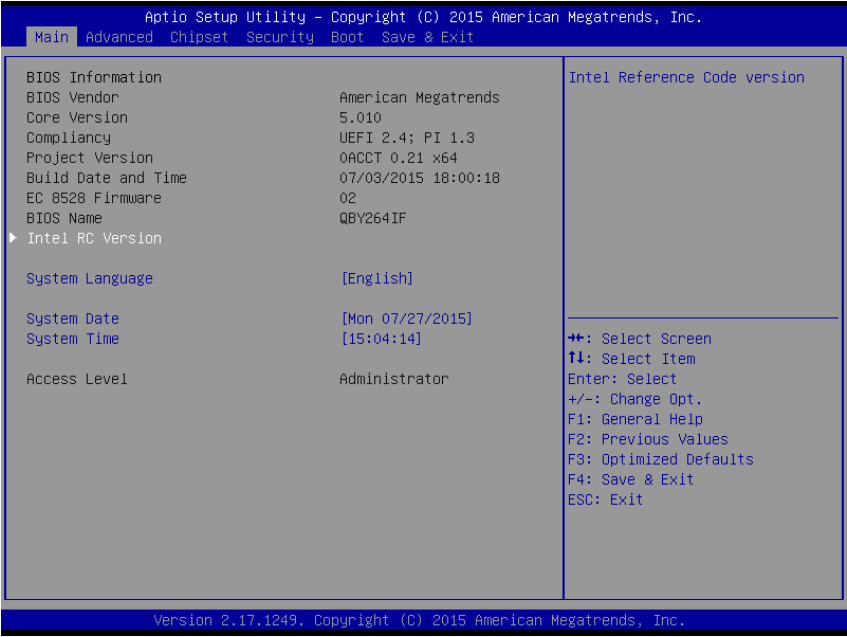 Aptio Setup Utility – Copyright (C) 2015 American Megatrends, Inc.
Main Advanced Chipset Security Boot Save & Exit
BIOS Information
BIOS Vendor American Megatrends
Core Version 5.010
Compliancy UEFI 2.4; PI 1.3
Project Version 0ACCT 0.21 x64
Build Date and Time 07/03/2015 18:00:18
EC 8528 Firmware 02
BIOS Name QBY264IF
▶ Intel RC Version
System Language [English]
System Date [Mon 07/27/2015]
System Time [15:04:14]
Access Level Administrator
Intel Reference Code version
→←: Select Screen
↑↓: Select Item
Enter: Select
+/-: Change Opt.
F1: General Help
F2: Previous Values
F3: Optimized Defaults
F4: Save & Exit
ESC: Exit
Version 2.17.1249. Copyright (C) 2015 American Megatrends, Inc.